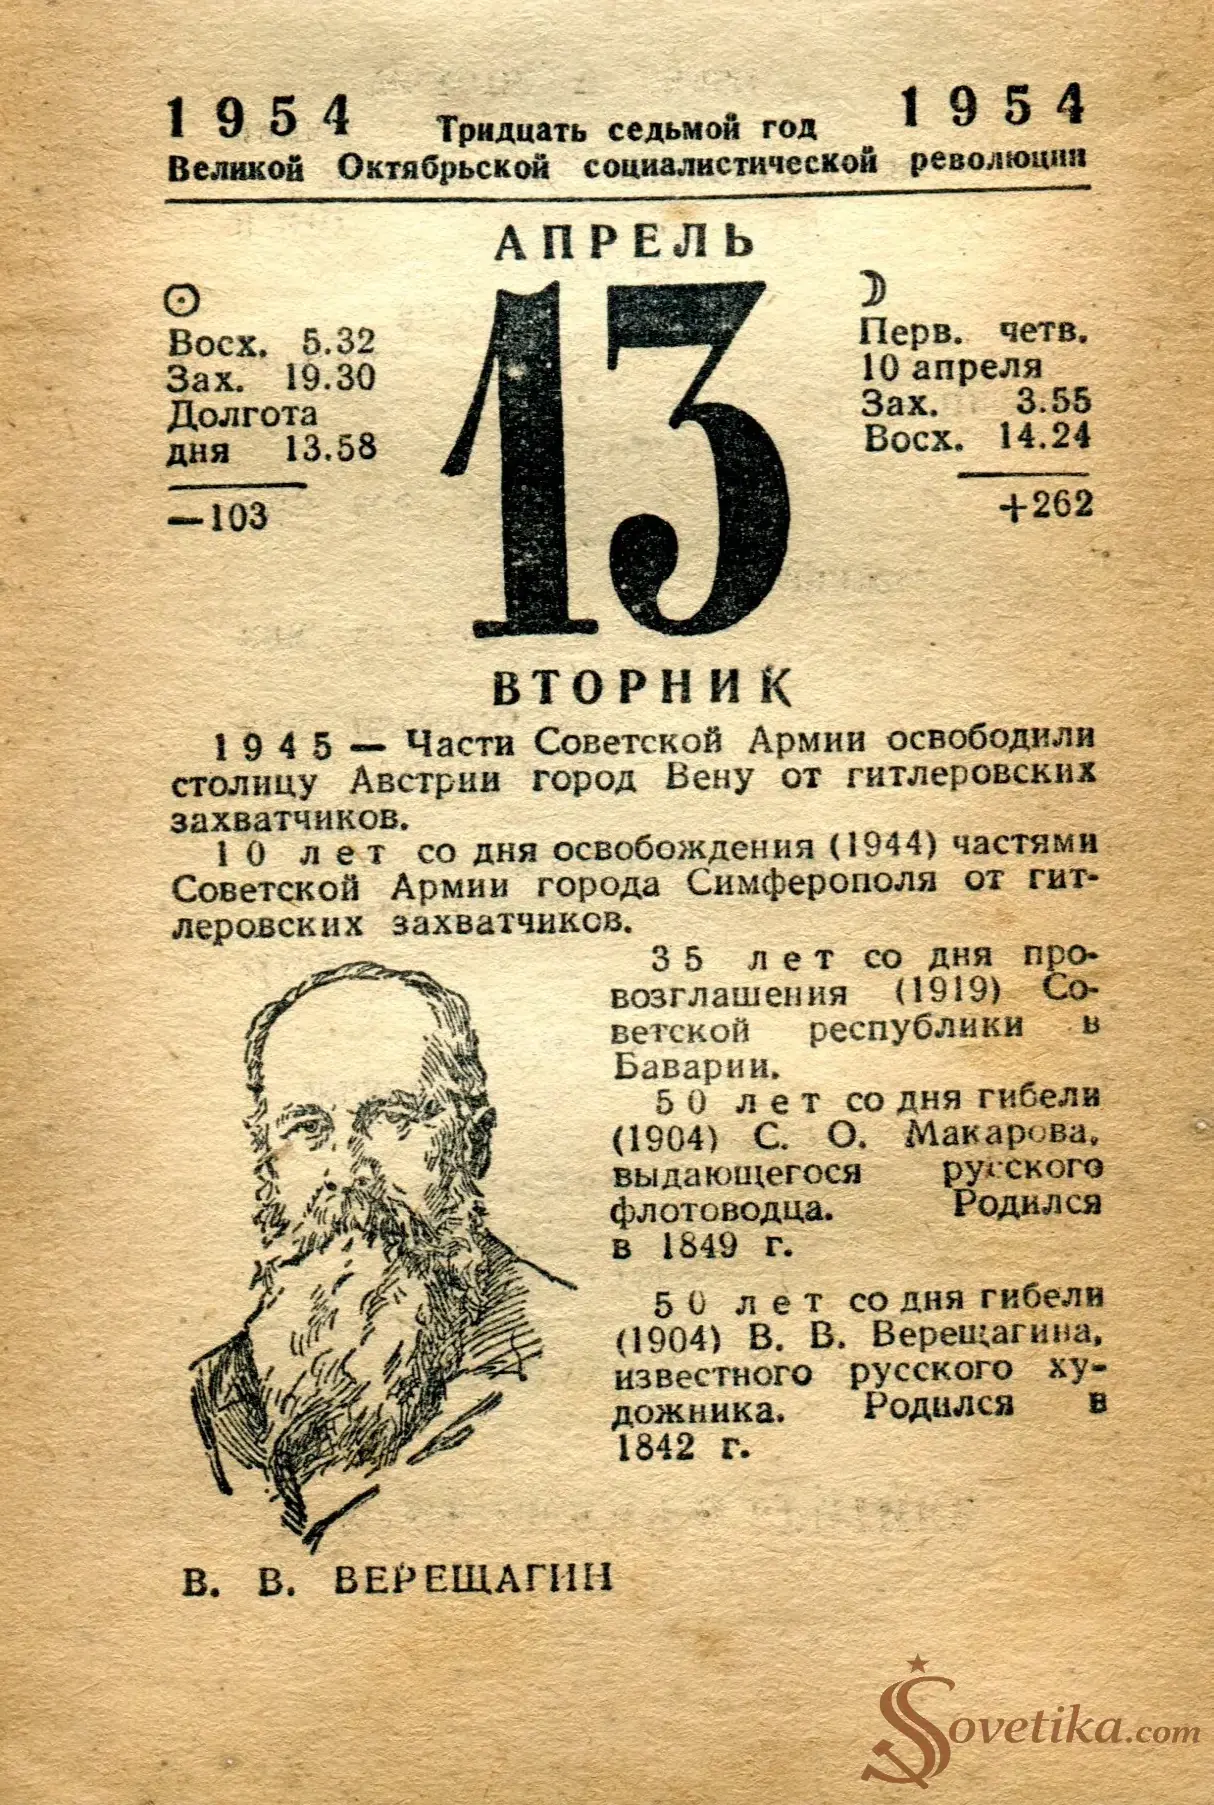 1954 Тридцать седьмой год 1954
Великой Октябрьской социалистической революции
АПРЕЛЬ
Восх. 5.32
Зах. 19.30
Долгота
дня 13.58
—103
13
Перв. четв.
10 апреля
Зах. 3.55
Восх. 14.24
+262
ВТОРНИК
1945 — Части Советской Армии освободили
столицу Австрии город Вену от гитлеровских
захватчиков.
10 лет со дня освобождения (1944) частями
Советской Армии города Симферополя от гит-
леровских захватчиков.
35 лет со дня про-
возглашения (1919) Со-
ветской республики в
Баварии.
50 лет со дня гибели
(1904) С. О. Макарова,
выдающегося русского
флотоводца. Родился
в 1849 г.
50 лет со дня гибели
(1904) В. В. Верещагина,
известного русского ху-
дожника. Родился в
1842 г.
В. В. ВЕРЕЩАГИН
Sovetika.com